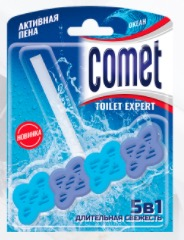 АКТИВНАЯ
ПЕНА
ОКЕАН
comet
TOILET EXPERT
НОВИНКА
5в1
ДЛИТЕЛЬНАЯ СВЕЖЕСТЬ